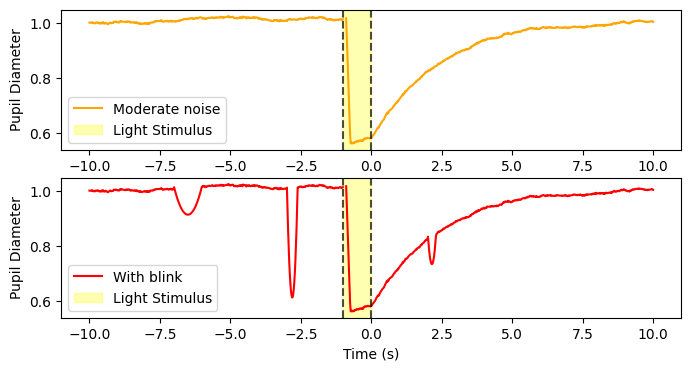 Pupil Diameter
1.0
0.8
0.6
Moderate noise
Light Stimulus
−10.0 −7.5 −5.0 −2.5 0.0 2.5 5.0 7.5 10.0
Pupil Diameter
1.0
0.8
0.6
With blink
Light Stimulus
−10.0 −7.5 −5.0 −2.5 0.0 2.5 5.0 7.5 10.0
Time (s)